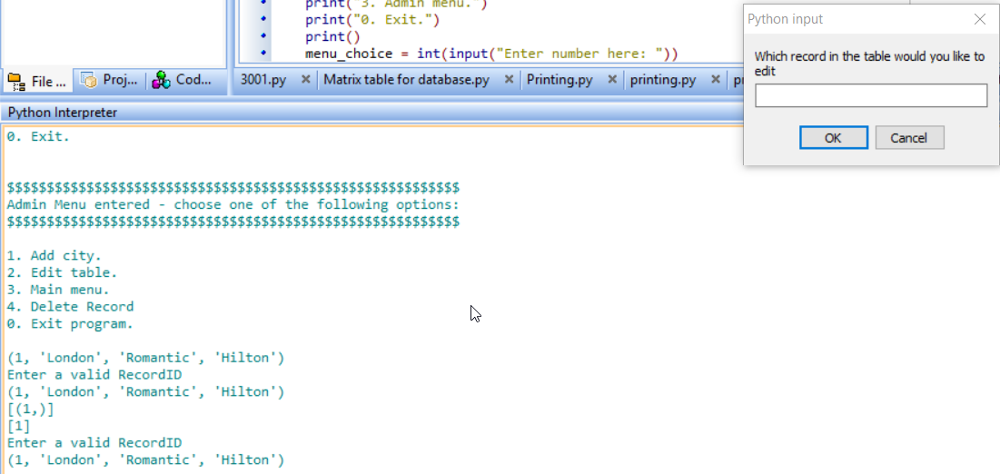 print("3. Admin menu.")
print("0. Exit.")
print()
menu_choice = int(input("Enter number here: "))
File ...
Proj...
Cod...
3001.py
Matrix table for database.py
Printing.py
printing.py
Python Interpreter
0. Exit.
$$$$$$$$$$$$$$$$$$$$$$$$$$$$$$$$$$$$$$$$$$$$$$$$$$$$$$$$$
Admin Menu entered - choose one of the following options:
$$$$$$$$$$$$$$$$$$$$$$$$$$$$$$$$$$$$$$$$$$$$$$$$$$$$$$$$$
1. Add city.
2. Edit table.
3. Main menu.
4. Delete Record
0. Exit program.
(1, 'London', 'Romantic', 'Hilton')
Enter a valid RecordID
(1, 'London', 'Romantic', 'Hilton')
[(1,)]
[1]
Enter a valid RecordID
(1, 'London', 'Romantic', 'Hilton')
Python input
Which record in the table would you like to
edit
OK
Cancel